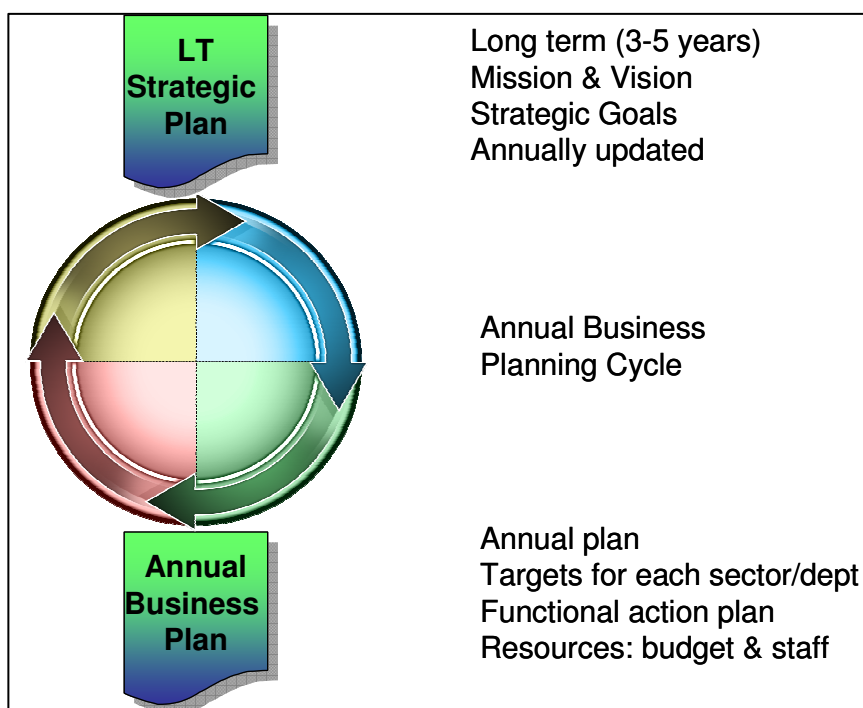 LT
Strategic
Plan
Long term (3-5 years)
Mission & Vision
Strategic Goals
Annually updated
Annual Business
Planning Cycle
Annual
Business
Plan
Annual plan
Targets for each sector/dept
Functional action plan
Resources: budget & staff